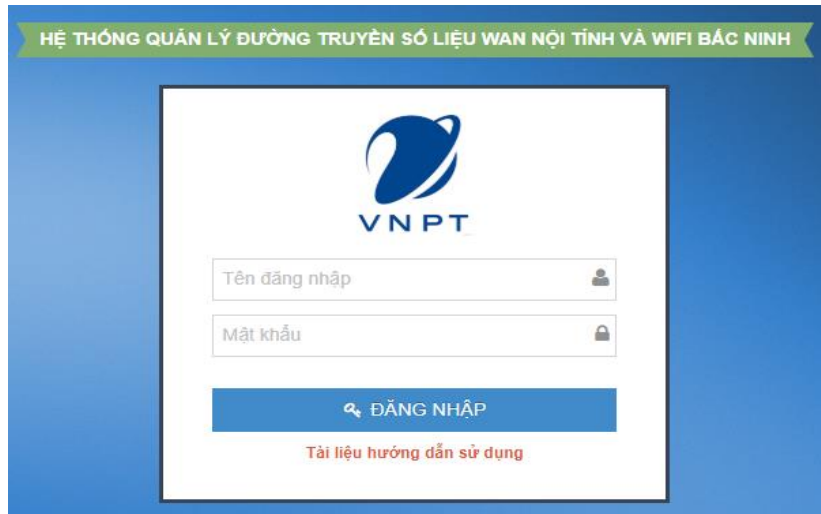 HỆ THỐNG QUẢN LÝ ĐƯỜNG TRUYỀN SỐ LIỆU WAN NỘI TỈNH VÀ WIFI BẮC NINH
VNPT
Tên đăng nhập
Mật khẩu
ĐĂNG NHẬP
Tài liệu hướng dẫn sử dụng